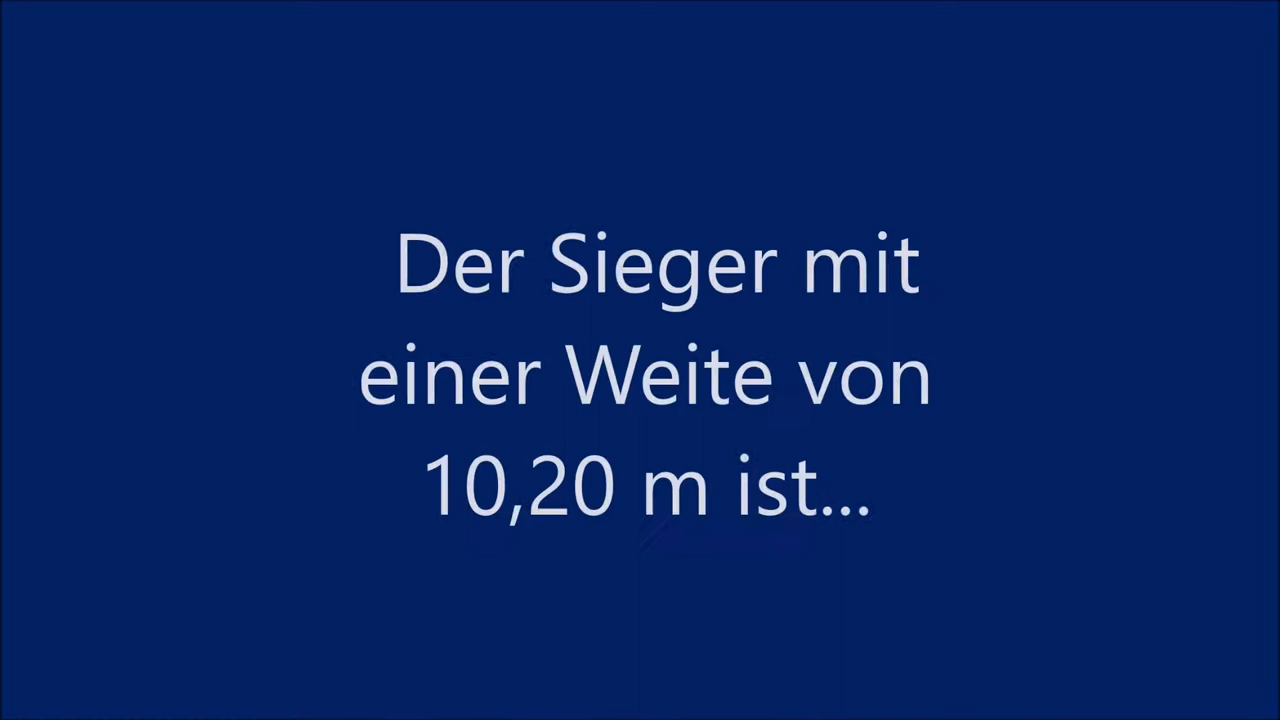 Der Sieger mit
einer Weite von
10,20 m ist...